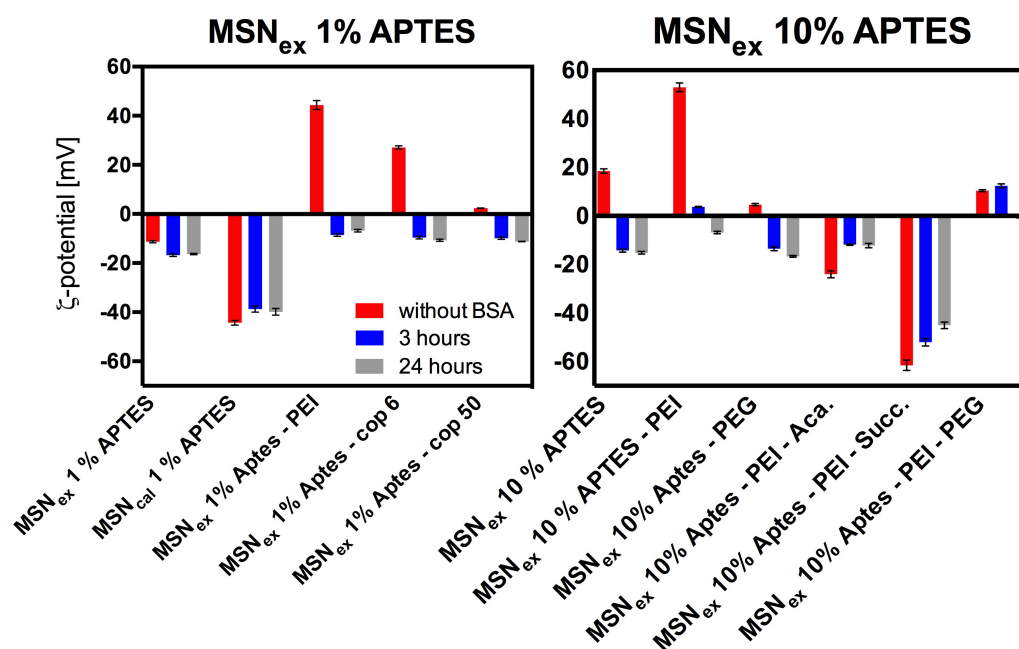 MSNex 1% APTES
MSNex 10% APTES
ζ-potential [mV]
60
40
20
0
-20
-40
-60
without BSA
3 hours
24 hours
MSNex 1 % APTES
MSNcal 1 % APTES
MSNex 1% Aptes - PEI
MSNex 1% Aptes - cop 6
MSNex 1% Aptes - cop 50
60
40
20
0
-20
-40
-60
MSNex 10 % APTES
MSNex 10 % APTES - PEI
MSNex 10% Aptes - PEG
MSNex 10% Aptes - PEI - Aca.
MSNex 10% Aptes - PEI - Succ.
MSNex 10% Aptes - PEI - PEG